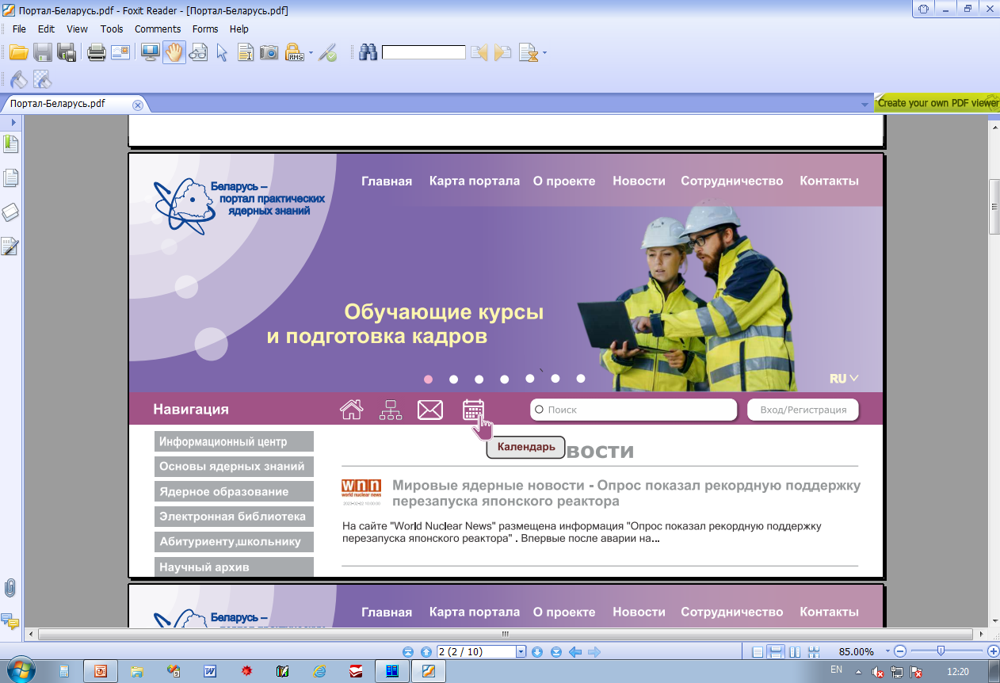 Портал-Беларусь.pdf - Foxit Reader - [Портал-Беларусь.pdf]
File Edit View Tools Comments Forms Help
RMS
Портал-Беларусь.pdf
Create your own PDF viewer
Беларусь –
портал практических
ядерных знаний
Главная Карта портала О проекте Новости Сотрудничество Контакты
Обучающие курсы
и подготовка кадров
RU
Навигация
Поиск
Вход/Регистрация
Календарь
вости
Информационный центр
Основы ядерных знаний
Ядерное образование
Электронная библиотека
Абитуриенту,школьнику
Научный архив
wnn
world nuclear news
Мировые ядерные новости - Опрос показал рекордную поддержку
перезапуска японского реактора
На сайте "World Nuclear News" размещена информация "Опрос показал рекордную поддержку
перезапуска японского реактора" . Впервые после аварии на...
Беларусь –
Главная Карта портала О проекте Новости Сотрудничество Контакты
2 (2 / 10)
85.00%
EN
12:20